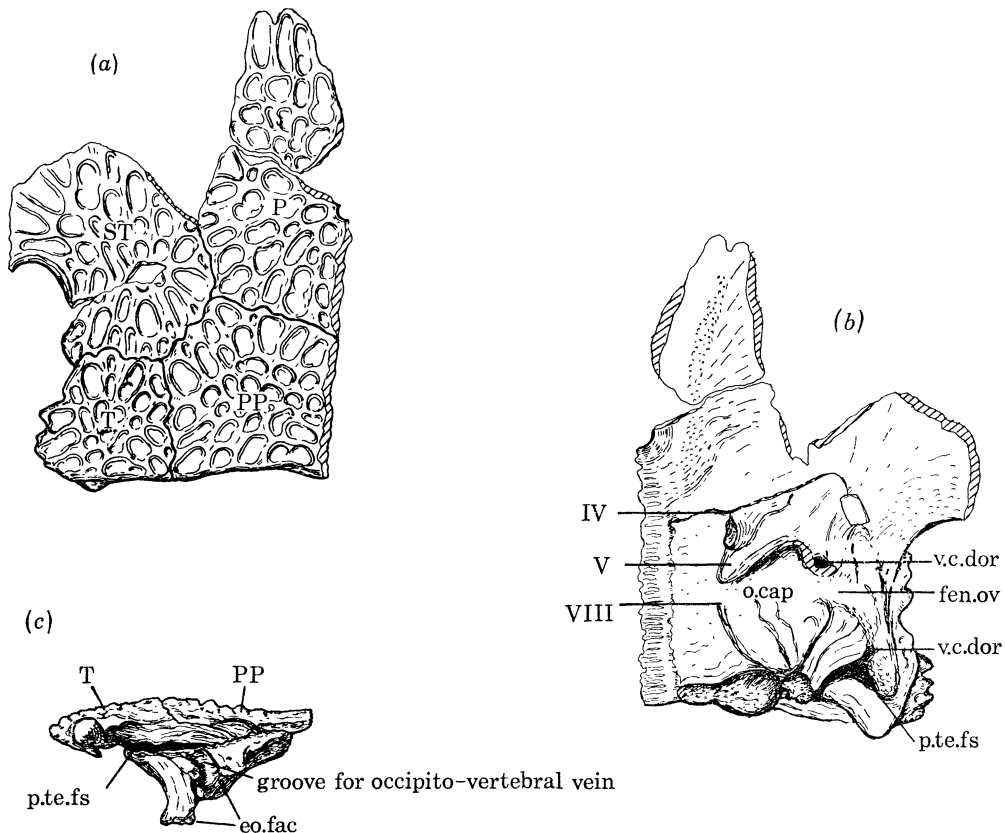 (a)
P
ST
PP
T
(b)
IV
V
v.c.dor
o.cap
fen.ov
VIII
v.c.dor
p.te.fs
(c)
T
PP
groove for occipito-vertebral vein
p.te.fs
eo.fac